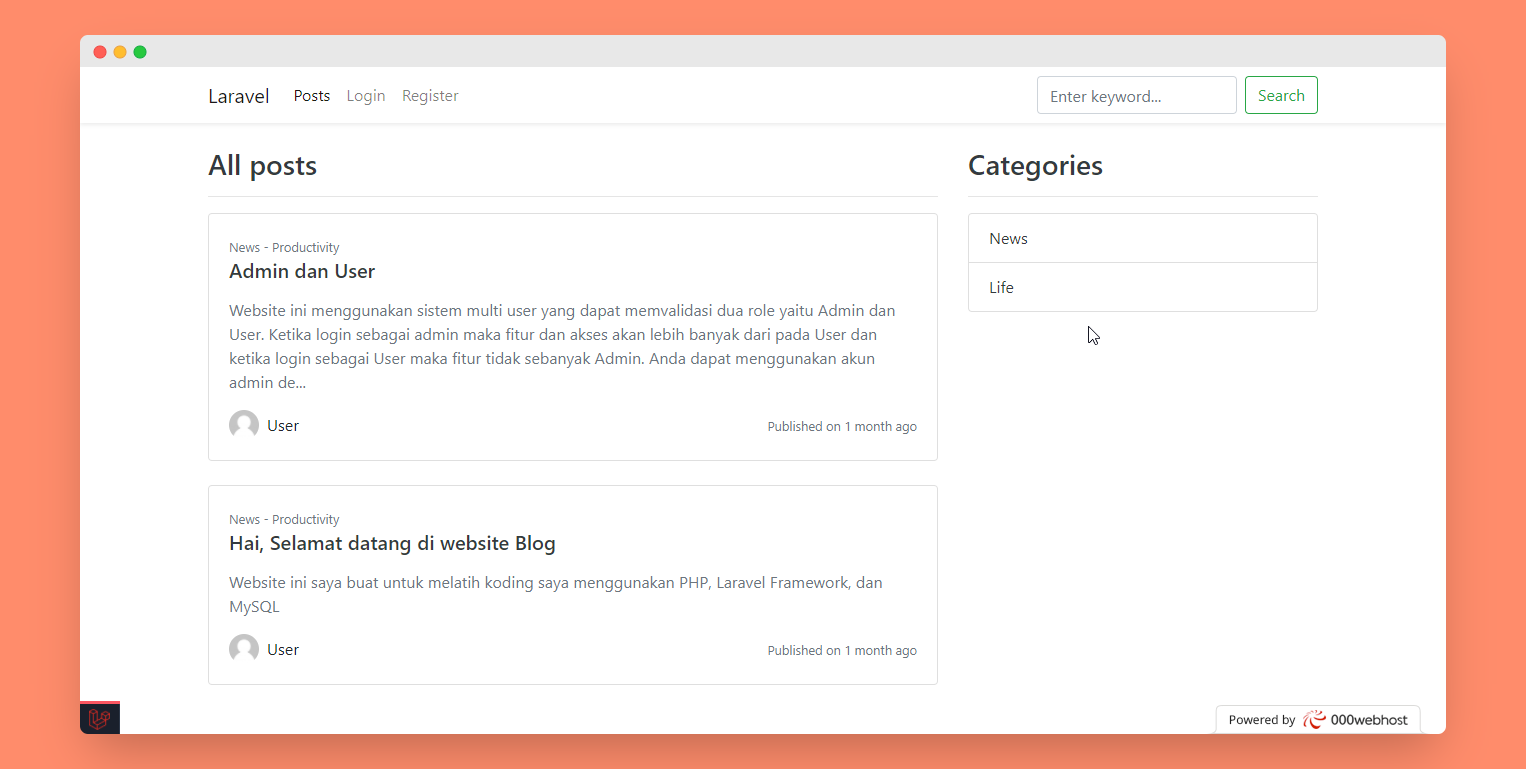 Laravel Posts Login Register Enter keyword... Search
All posts
News - Productivity
Admin dan User
Website ini menggunakan sistem multi user yang dapat memvalidasi dua role yaitu Admin dan
User. Ketika login sebagai admin maka fitur dan akses akan lebih banyak dari pada User dan
ketika login sebagai User maka fitur tidak sebanyak Admin. Anda dapat menggunakan akun
admin de...
User Published on 1 month ago
News - Productivity
Hai, Selamat datang di website Blog
Website ini saya buat untuk melatih koding saya menggunakan PHP, Laravel Framework, dan
MySQL
User Published on 1 month ago
Categories
News
Life
Powered by 000webhost